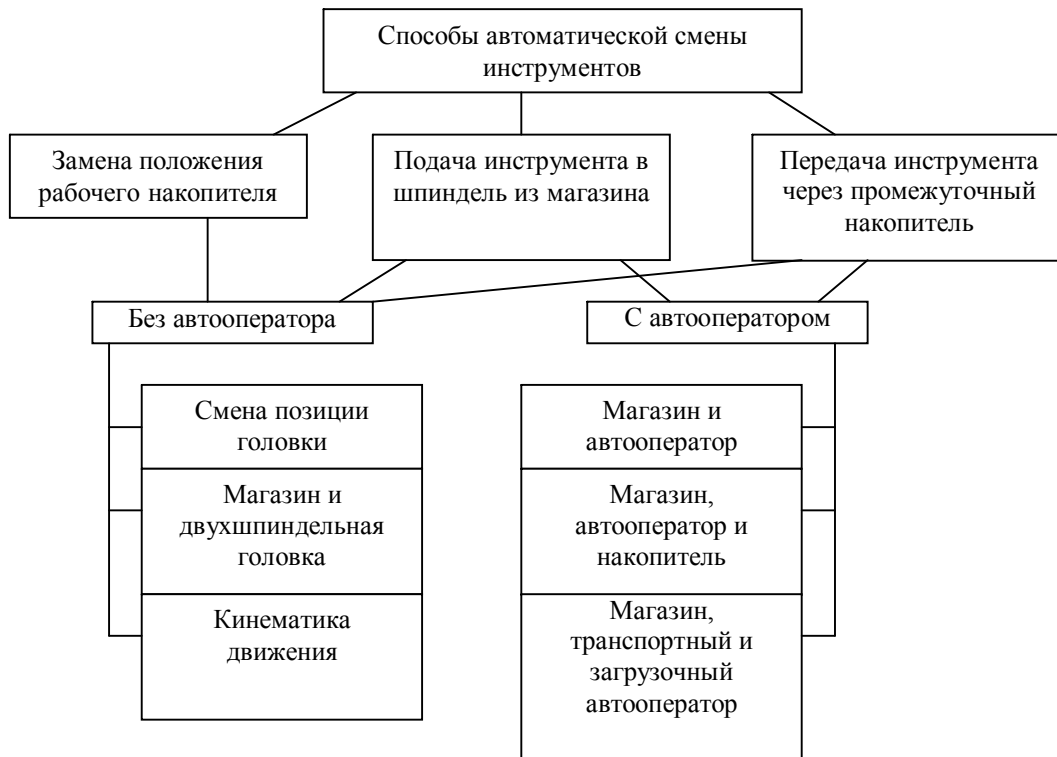 Способы автоматической смены
инструментов
Замена положения
рабочего накопителя
Подача инструмента в
шпиндель из магазина
Передача инструмента
через промежуточный
накопитель
Без автооператора
С автооператором
Смена позиции
головки
Магазин и
двухшпиндельная
головка
Кинематика
движения
Магазин и
автооператор
Магазин,
автооператор и
накопитель
Магазин,
транспортный и
загрузочный
автооператор